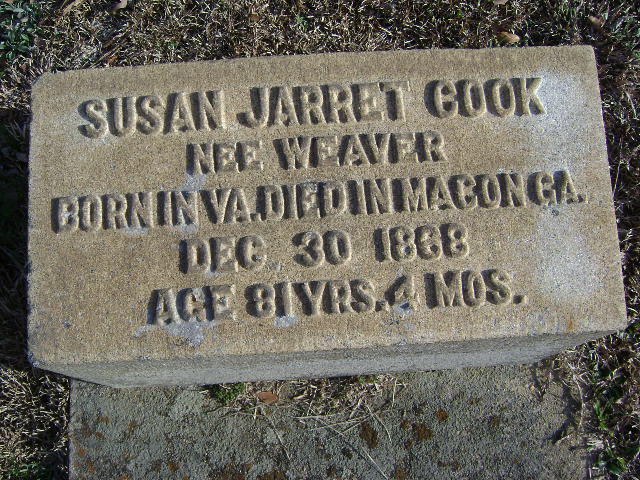 SUSAN JARRET COOK
NEE WEAVER
BORN IN VA. DIED IN MACON GA.
DEC 30 1888
AGE 81 YRS. 4 MOS.